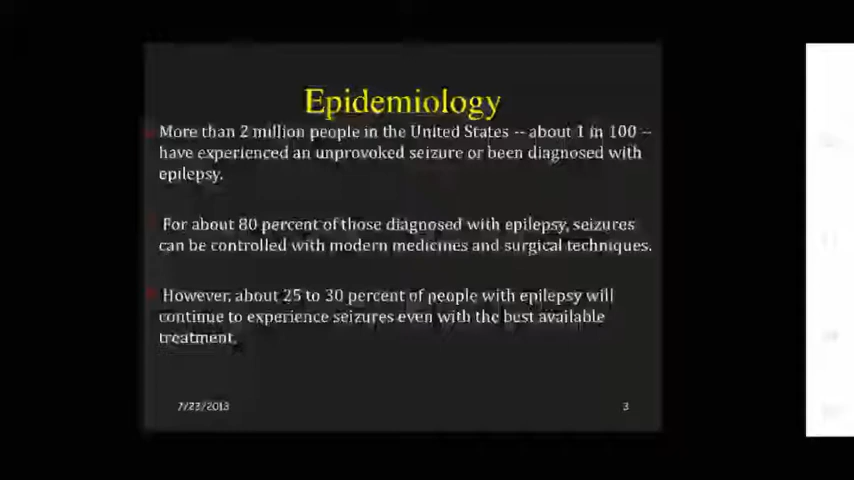 Epidemiology
More than 2 million people in the United States -- about 1 in 100 --
have experienced an unprovoked seizure or been diagnosed with
epilepsy.
For about 80 percent of those diagnosed with epilepsy, seizures
can be controlled with modern medicines and surgical techniques.
However, about 25 to 30 percent of people with epilepsy will
continue to experience seizures even with the best available
treatment.
7/23/2013
3